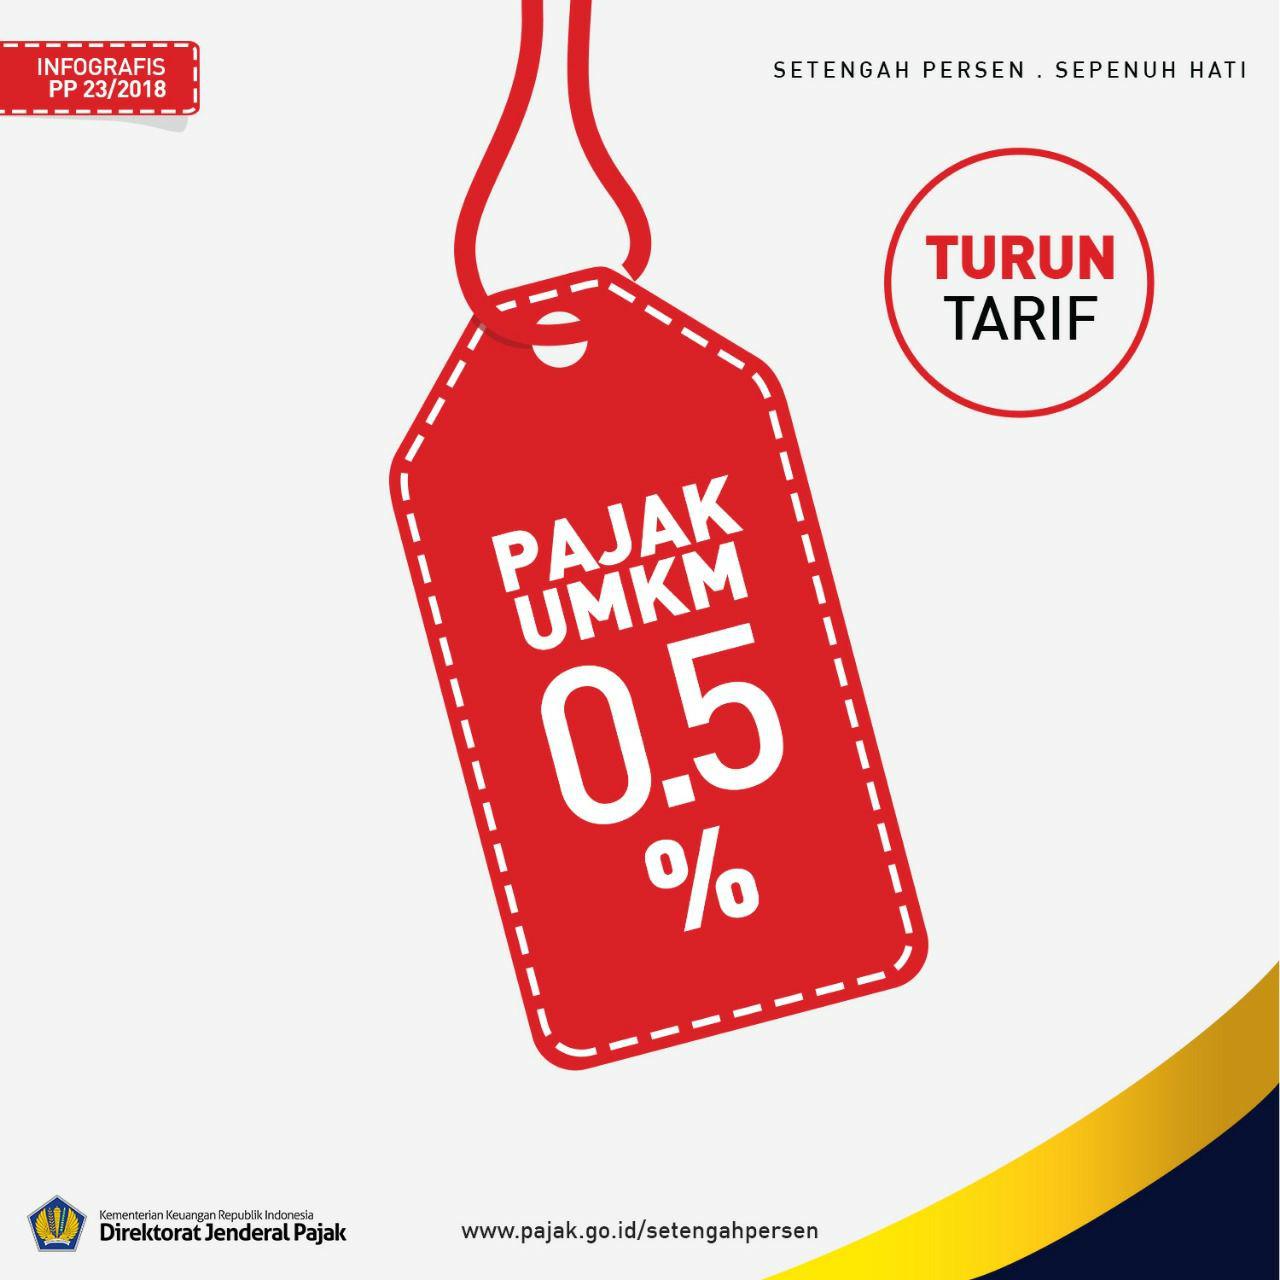 INFOGRAFIS
PP 23/2018
SETENGAH PERSEN . SEPENUH HATI
TURUN
TARIF
PAJAK
UMKM
0.5
%
Kementerian Keuangan Republik Indonesia
Direktorat Jenderal Pajak
www.pajak.go.id/setengahpersen